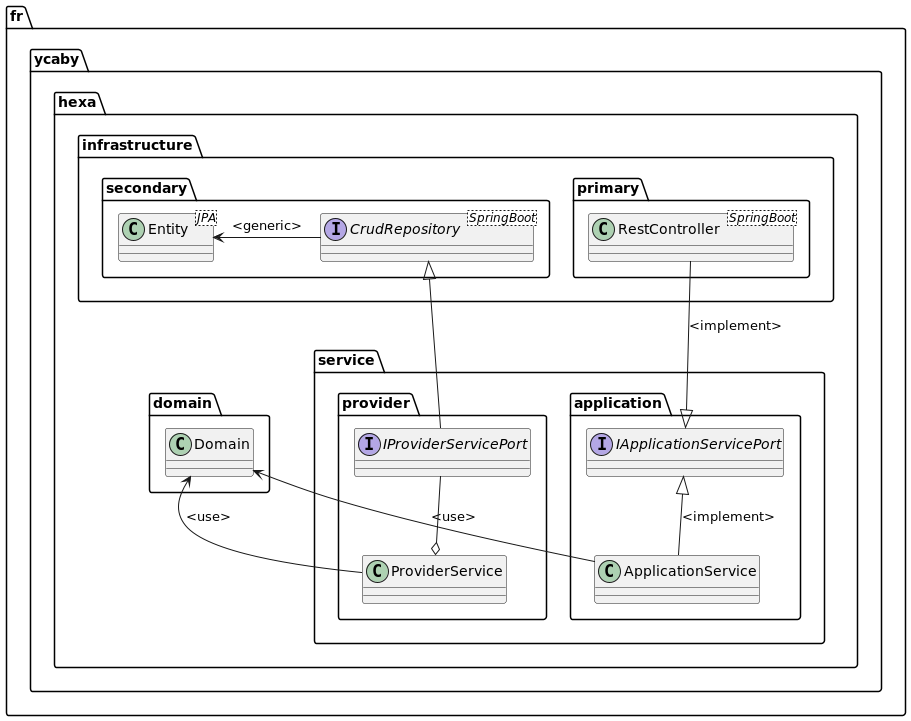 fr
ycaby
hexa
infrastructure
secondary
primary
C Entity JPA
<generic>
I CrudRepository SpringBoot
C RestController SpringBoot
<implement>
service
domain
provider
application
C Domain
I IProviderServicePort
I IApplicationServicePort
<use>
<use>
<implement>
C ProviderService
C ApplicationService